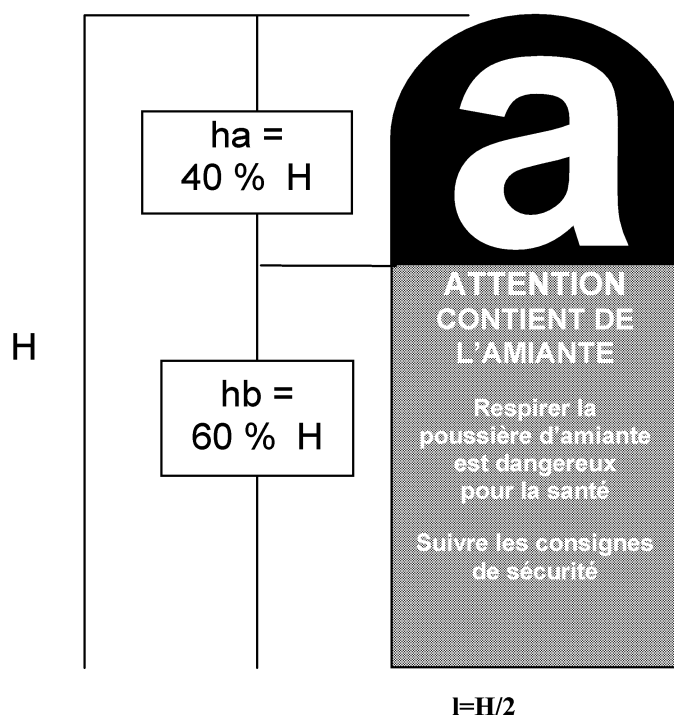 a
ha =
40 % H
H
hb =
60 % H
ATTENTION
CONTIENT DE
L'AMIANTE
Respirer la
poussière d'amiante
est dangereux
pour la santé
Suivre les consignes
de sécurité
l=H/2